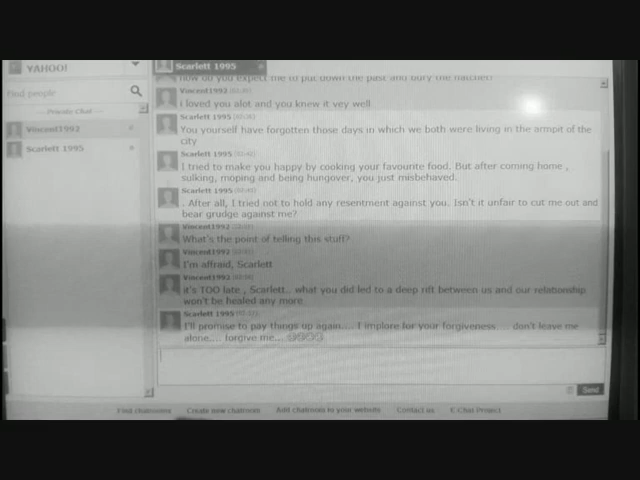 YAHOO!
Scarlett 1995
Find people
Private Chat
Vincent1992
Scarlett 1995
how do you expect me to put down the past and bury the hatchet?
Vincent1992
i loved you alot and you knew it vey well
Scarlett 1995
You yourself have forgotten those days in which we both were living in the armpit of the
city
Scarlett 1995
I tried to make you happy by cooking your favourite food. But after coming home ,
sulking, moping and being hungover, you just misbehaved.
Scarlett 1995
. After all, I tried not to hold any resentment against you. Isn't it unfair to cut me out and
bear grudge against me?
Vincent1992
What's the point of telling this stuff?
Vincent1992
I'm affraid, Scarlett
Vincent1992
it's TOO late , Scarlett.. what you did led to a deep rift between us and our relationship
won't be healed any more
Scarlett 1995
I'll promise to pay things up again.... I implore for your forgiveness.... don't leave me
alone.... forgive me...
Send
Find chatrooms Create new chatroom Add chatroom to your website Contact us E-Chat Project